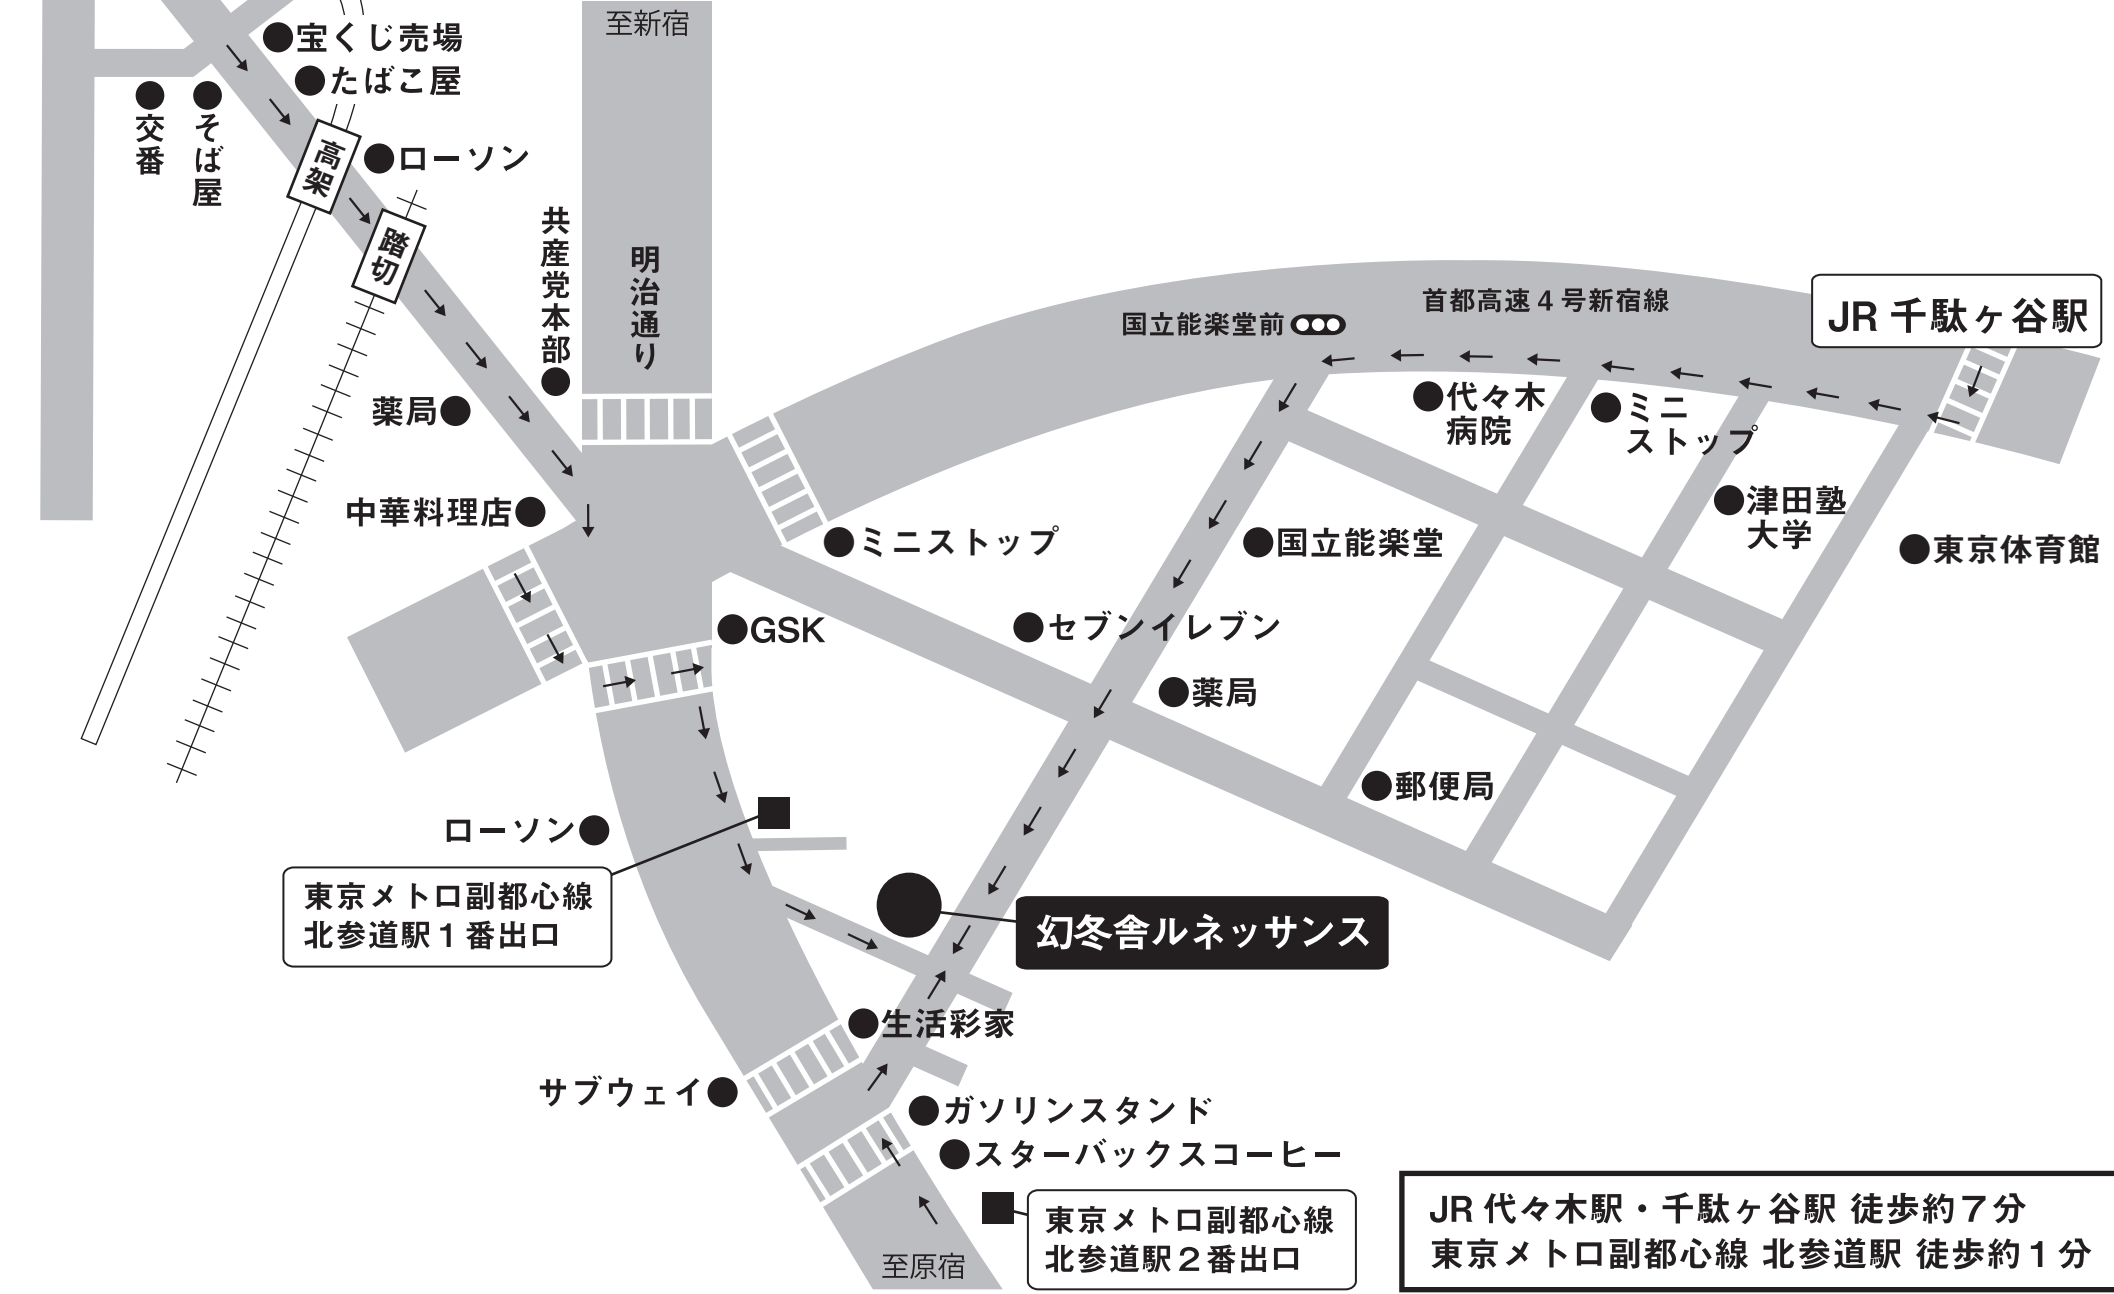 至新宿
宝くじ売場
たばこ屋
交番
そば屋
高架
ローソン
踏切
共産党本部
明治通り
首都高速4号新宿線
国立能楽堂前
JR 千駄ヶ谷駅
代々木
病院
ミニ
ストップ
薬局
津田塾
大学
中華料理店
ミニストップ
国立能楽堂
東京体育館
GSK
セブンイレブン
薬局
郵便局
ローソン
東京メトロ副都心線
北参道駅1番出口
幻冬舎ルネッサンス
生活彩家
サブウェイ
ガソリンスタンド
スターバックスコーヒー
東京メトロ副都心線
北参道駅2番出口
至原宿
JR 代々木駅・千駄ヶ谷駅 徒歩約7分
東京メトロ副都心線 北参道駅 徒歩約1分